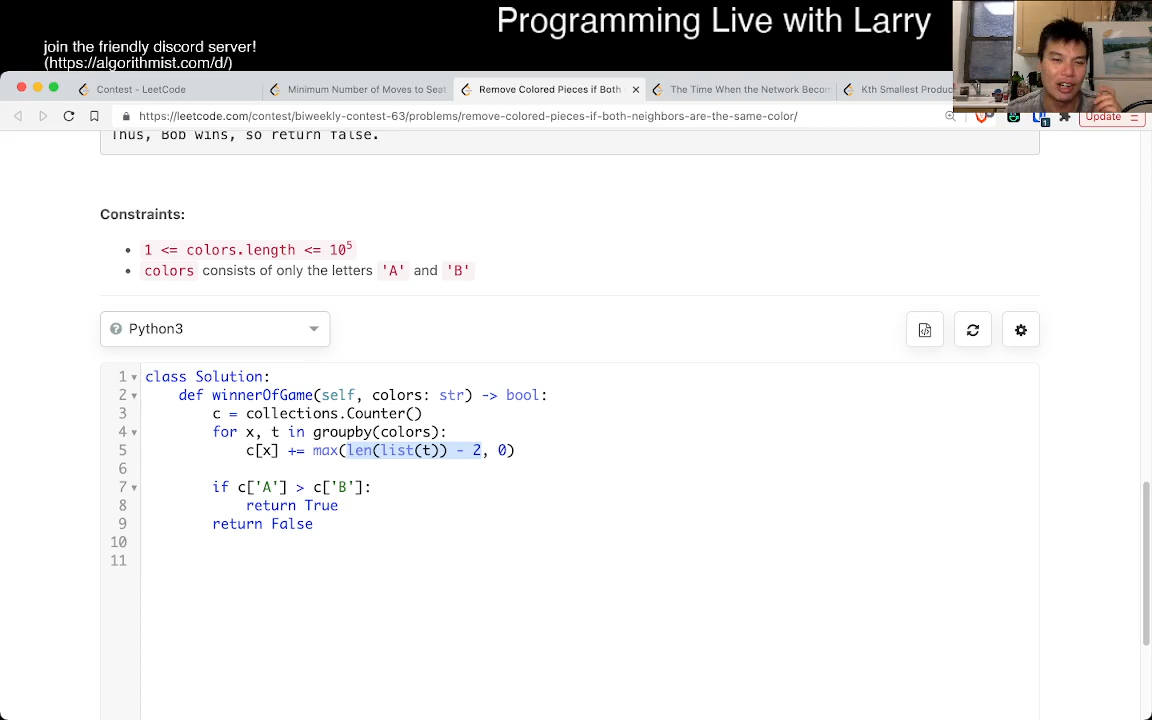 Programming Live with Larry
join the friendly discord server!
(https://algorithmist.com/d/)
Contest - LeetCode
Minimum Number of Moves to Seat
Remove Colored Pieces if Both
The Time When the Network Becom
Kth Smallest Produc
https://leetcode.com/contest/biweekly-contest-63/problems/remove-colored-pieces-if-both-neighbors-are-the-same-color/
1
Update
Thus, Bob wins, so return false.
Constraints:
• 1 <= colors.length <= 10⁵
• colors consists of only the letters 'A' and 'B'
Python3
1 class Solution:
2 def winnerOfGame(self, colors: str) -> bool:
3 c = collections.Counter()
4 for x, t in groupby(colors):
5 c[x] += max(len(list(t)) - 2, 0)
6
7 if c['A'] > c['B']:
8 return True
9 return False
10
11